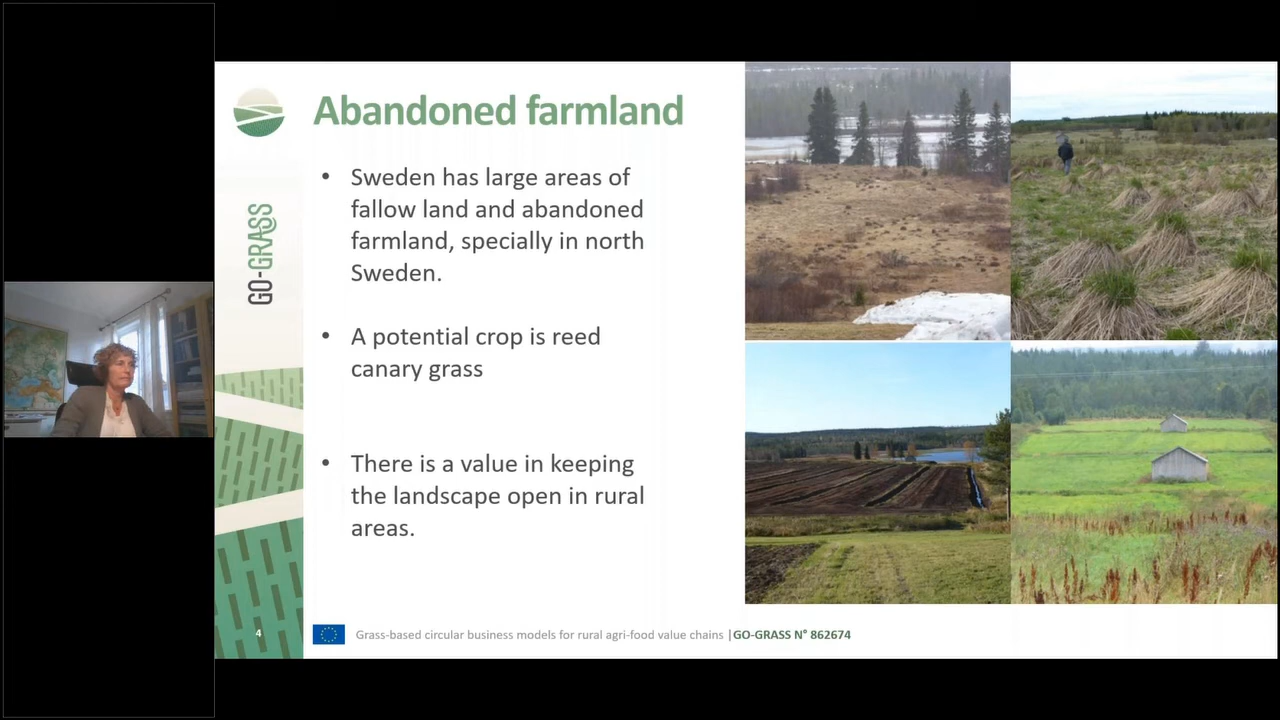 Abandoned farmland
GO-GRASS
• Sweden has large areas of
fallow land and abandoned
farmland, specially in north
Sweden.
• A potential crop is reed
canary grass
• There is a value in keeping
the landscape open in rural
areas.
4
Grass-based circular business models for rural agri-food value chains |GO-GRASS N° 862674